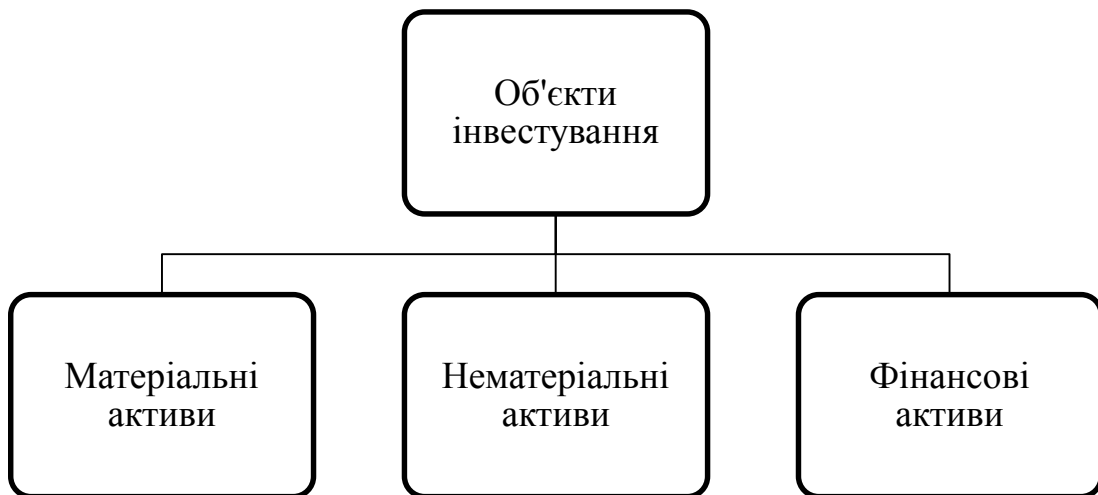 Об'єкти
інвестування
Матеріальні
активи
Нематеріальні
активи
Фінансові
активи